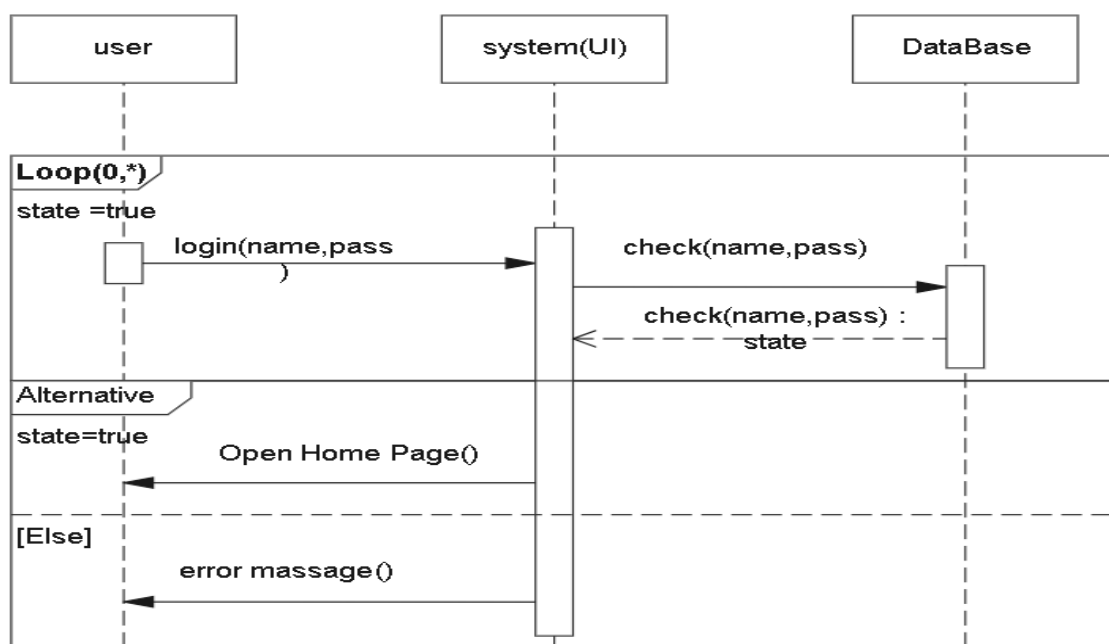 user
system(UI)
DataBase
Loop(0,*)
state =true
login(name,pass
)
check(name,pass)
check(name,pass) :
state
Alternative
state=true
Open Home Page()
[Else]
error massage()